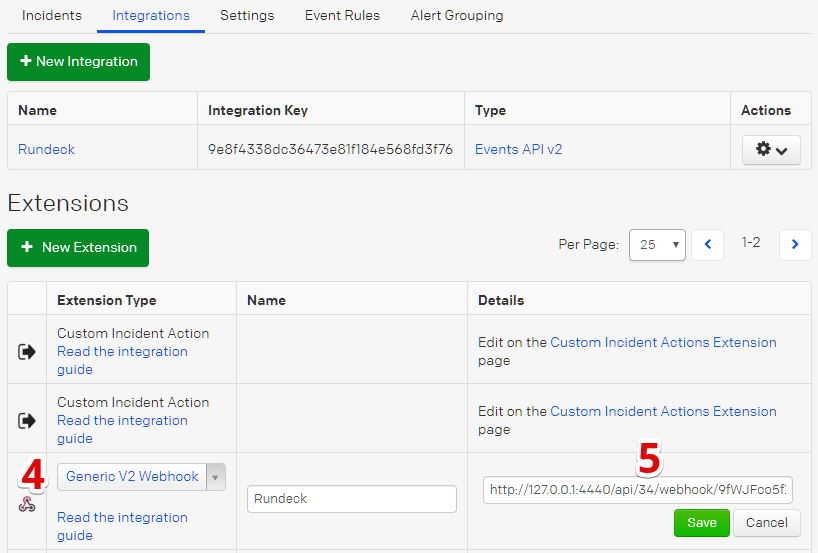 Incidents Integrations Settings Event Rules Alert Grouping
+ New Integration
Name Integration Key Type Actions
Rundeck 9e8f4338dc36473e81f184e568fd3f76 Events API v2
Extensions
+ New Extension Per Page: 25 1-2
Extension Type Name Details
Custom Incident Action
Read the integration
guide
Edit on the Custom Incident Actions Extension
page
Custom Incident Action
Read the integration
guide
Edit on the Custom Incident Actions Extension
page
4
Generic V2 Webhook
Read the integration
guide
Rundeck
5
http://127.0.0.1:4440/api/34/webhook/9fWJFco5f
Save Cancel